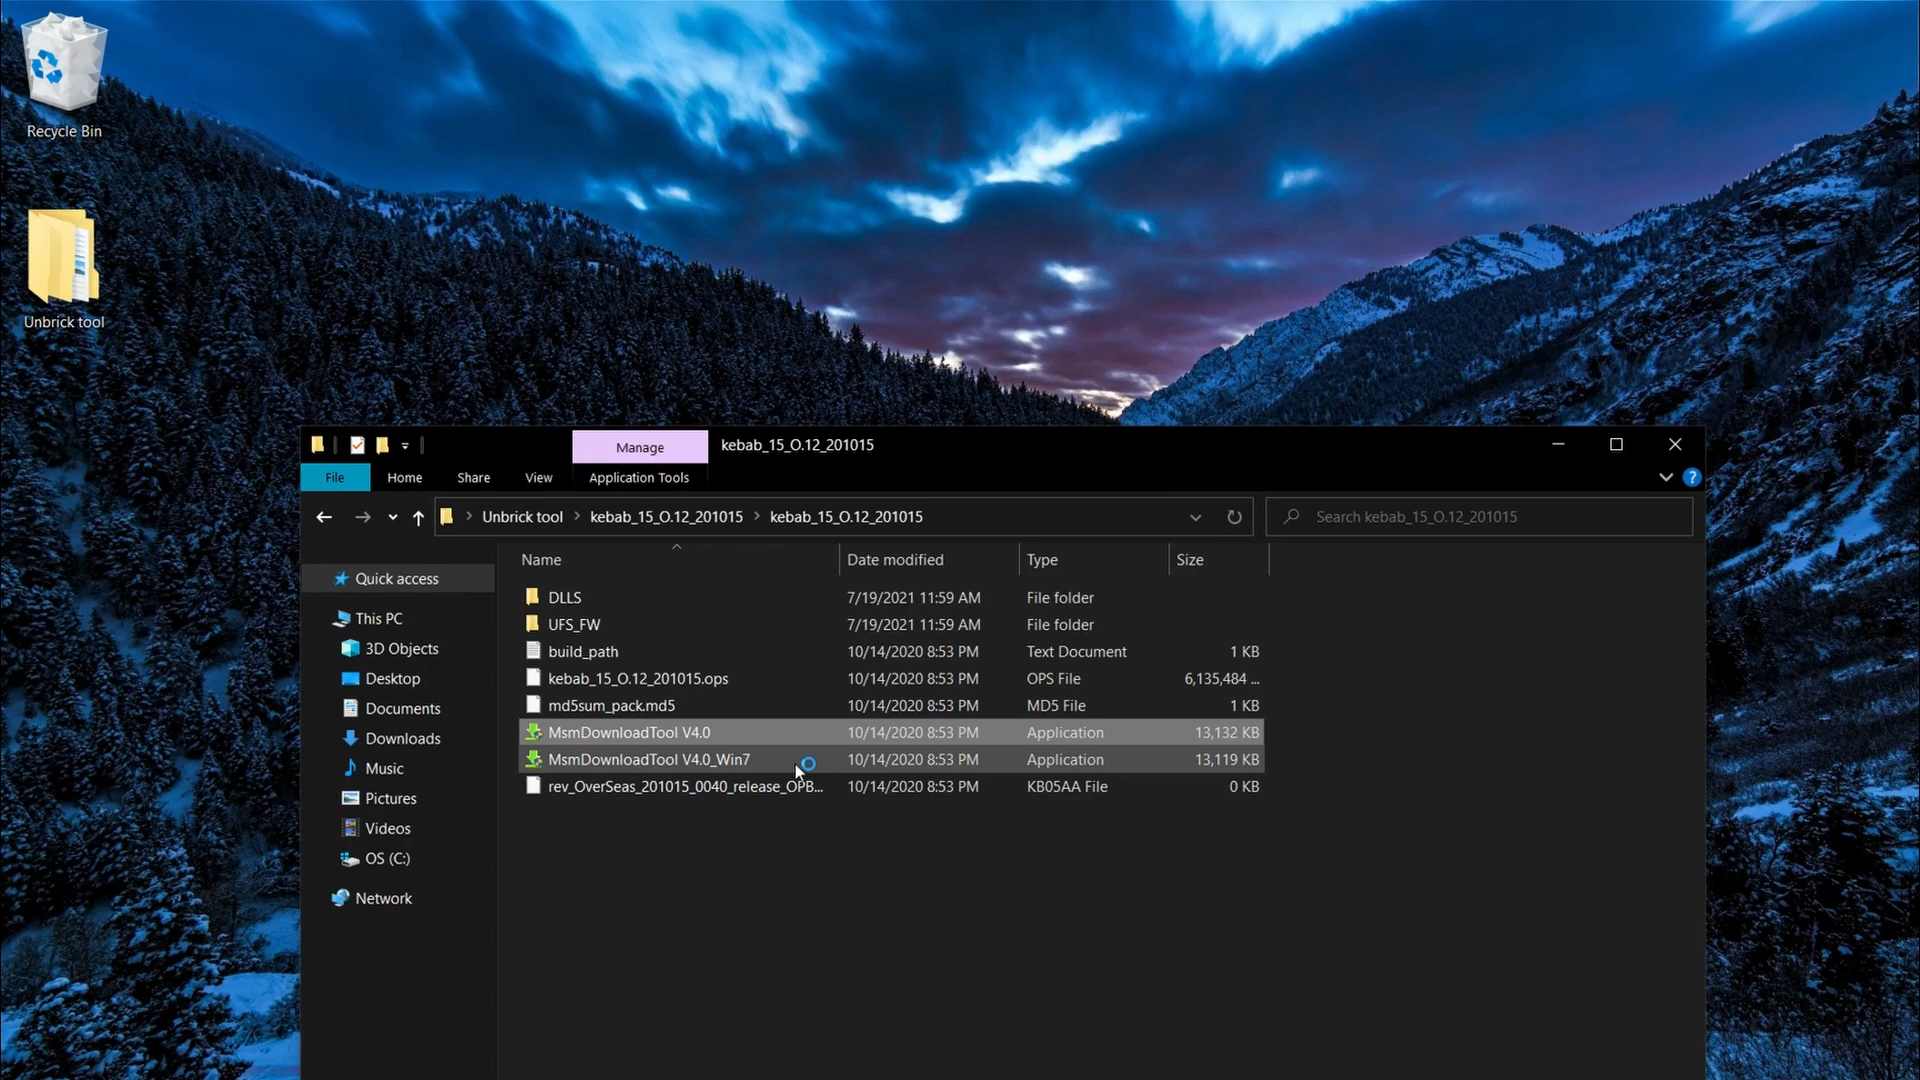 Recycle Bin
Unbrick tool
Manage
kebab_15_O.12_201015
File
Home
Share
View
Application Tools
?
Unbrick tool > kebab_15_O.12_201015 > kebab_15_O.12_201015
Search kebab_15_O.12_201015
Name Date modified Type Size
Quick access
This PC
3D Objects
Desktop
Documents
Downloads
Music
Pictures
Videos
OS (C:)
Network
DLLS 7/19/2021 11:59 AM File folder
UFS_FW 7/19/2021 11:59 AM File folder
build_path 10/14/2020 8:53 PM Text Document 1 KB
kebab_15_O.12_201015.ops 10/14/2020 8:53 PM OPS File 6,135,484 ...
md5sum_pack.md5 10/14/2020 8:53 PM MD5 File 1 KB
MsmDownloadTool V4.0 10/14/2020 8:53 PM Application 13,132 KB
MsmDownloadTool V4.0_Win7 10/14/2020 8:53 PM Application 13,119 KB
rev_OverSeas_201015_0040_release_OPB... 10/14/2020 8:53 PM KB05AA File 0 KB